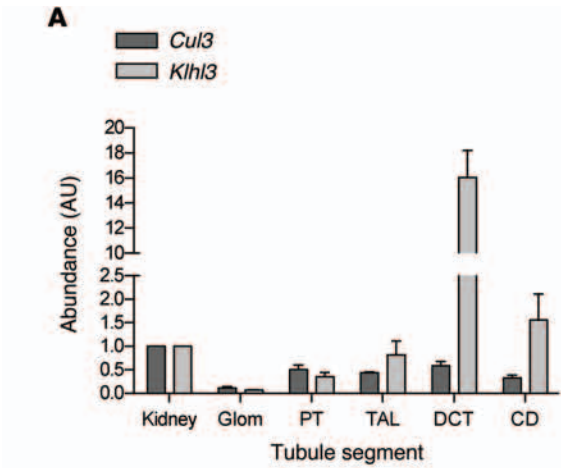 A
Cul3
Klhl3
Abundance (AU)
20
18
16
14
12
10
2.5
2.0
1.5
1.0
0.5
0.0
Kidney Glom PT TAL DCT CD
Tubule segment